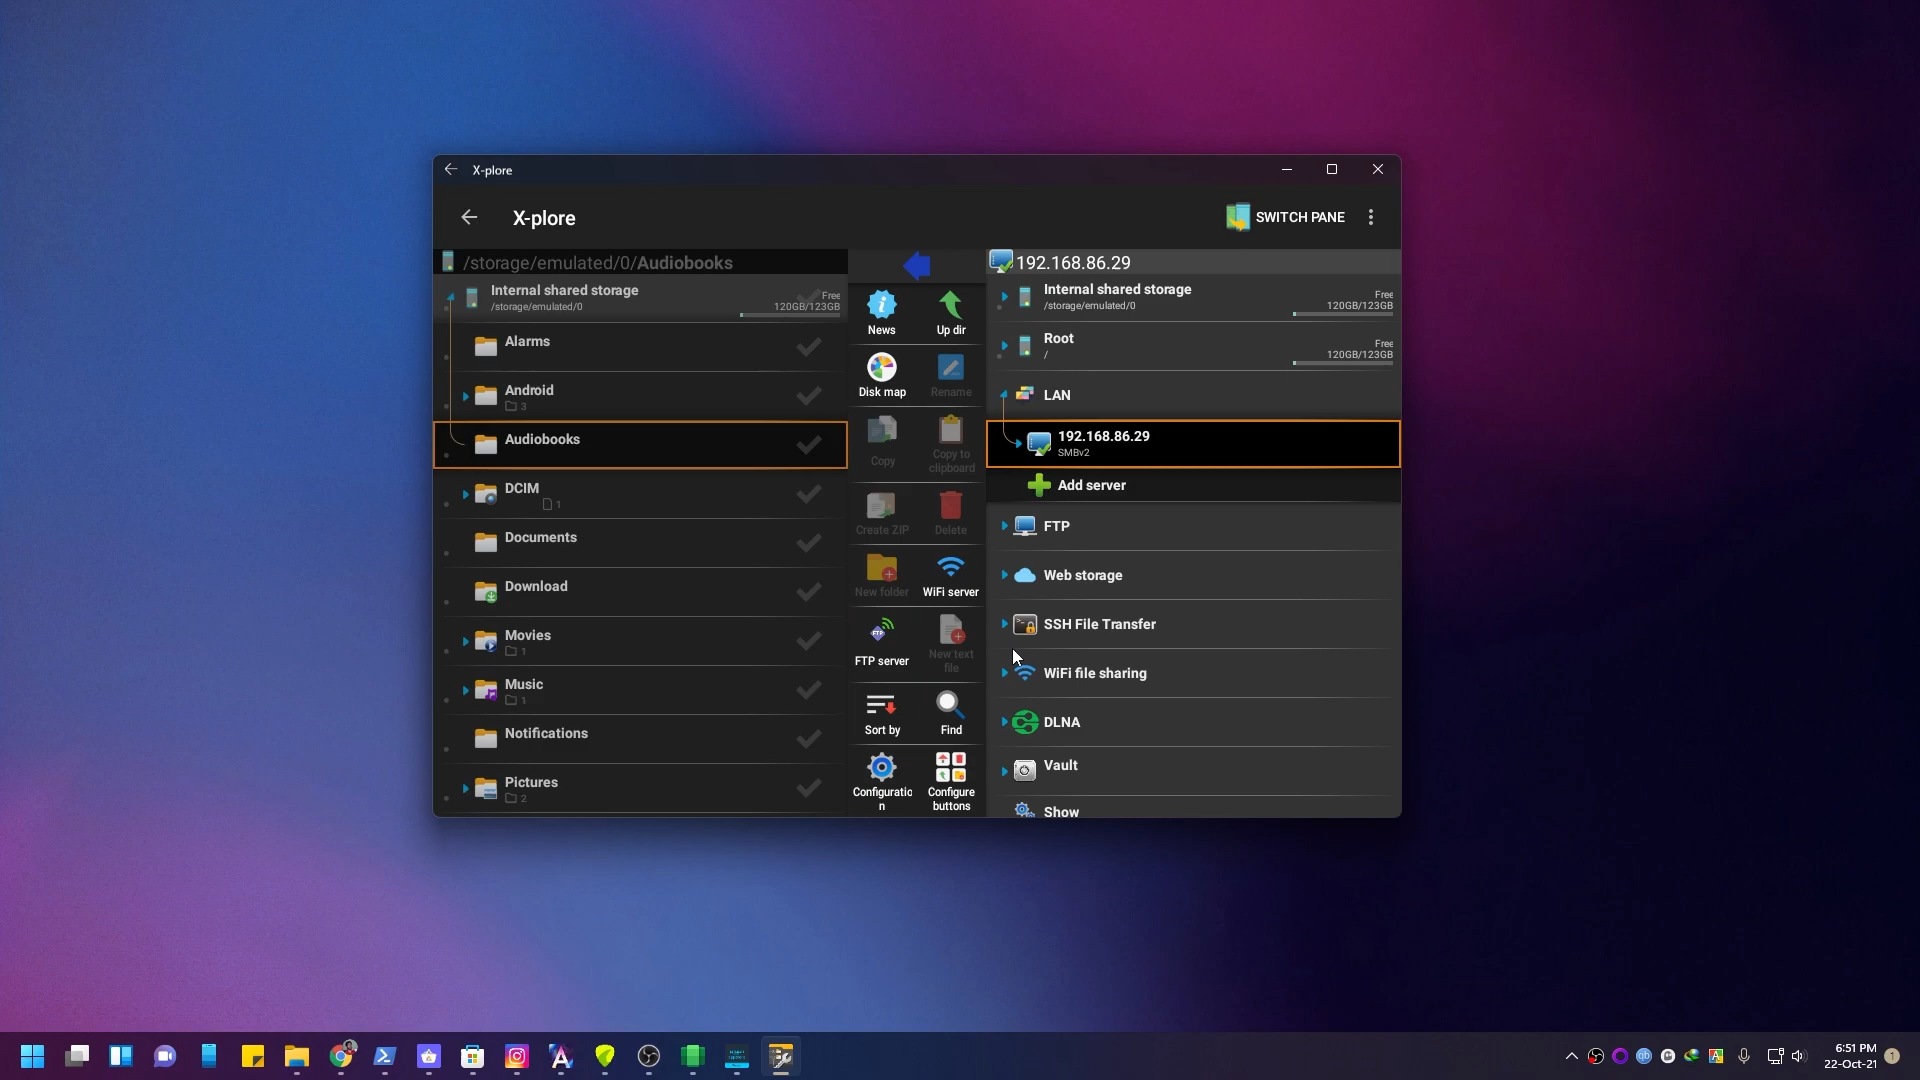 X-plore
X-plore
SWITCH PANE
/storage/emulated/0/Audiobooks
Internal shared storage
/storage/emulated/0
Free
120GB/123GB
Alarms
Android
3
Audiobooks
DCIM
1
Documents
Download
Movies
1
Music
1
Notifications
Pictures
2
News
Up dir
Disk map
Rename
Copy
Copy to
clipboard
Create ZIP
Delete
New folder
WiFi server
FTP
FTP server
New text
file
Sort by
Find
Configuratio
n
Configure
buttons
192.168.86.29
Internal shared storage
/storage/emulated/0
Free
120GB/123GB
Root
/
Free
120GB/123GB
LAN
192.168.86.29
SMBv2
Add server
FTP
Web storage
SSH File Transfer
WiFi file sharing
DLNA
Vault
Show
qb
6:51 PM
22-Oct-21
1